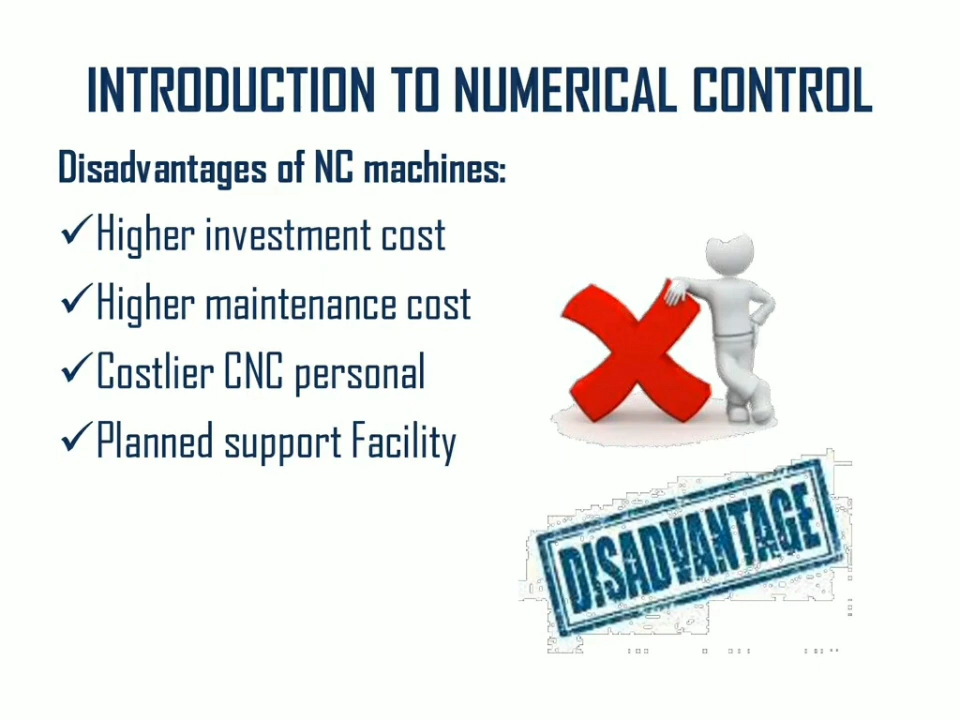 INTRODUCTION TO NUMERICAL CONTROL
Disadvantages of NC machines:
✓Higher investment cost
✓Higher maintenance cost
✓Costlier CNC personal
✓Planned support Facility
DISADVANTAGE